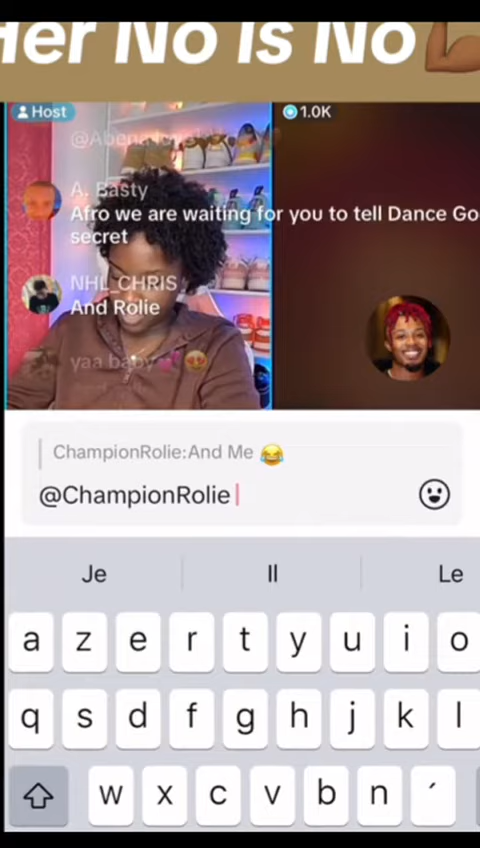 Her No Is No💪🏾
Host
1.0K
A. Basty
Afro we are waiting for you to tell Dance Go
secret
NHL_CHRIS
And Rolie
yaa baby💕😍
ChampionRolie:And Me 😂
@ChampionRolie
Je Il Le
a z e r t y u i o
q s d f g h j k l
w x c v b n ´